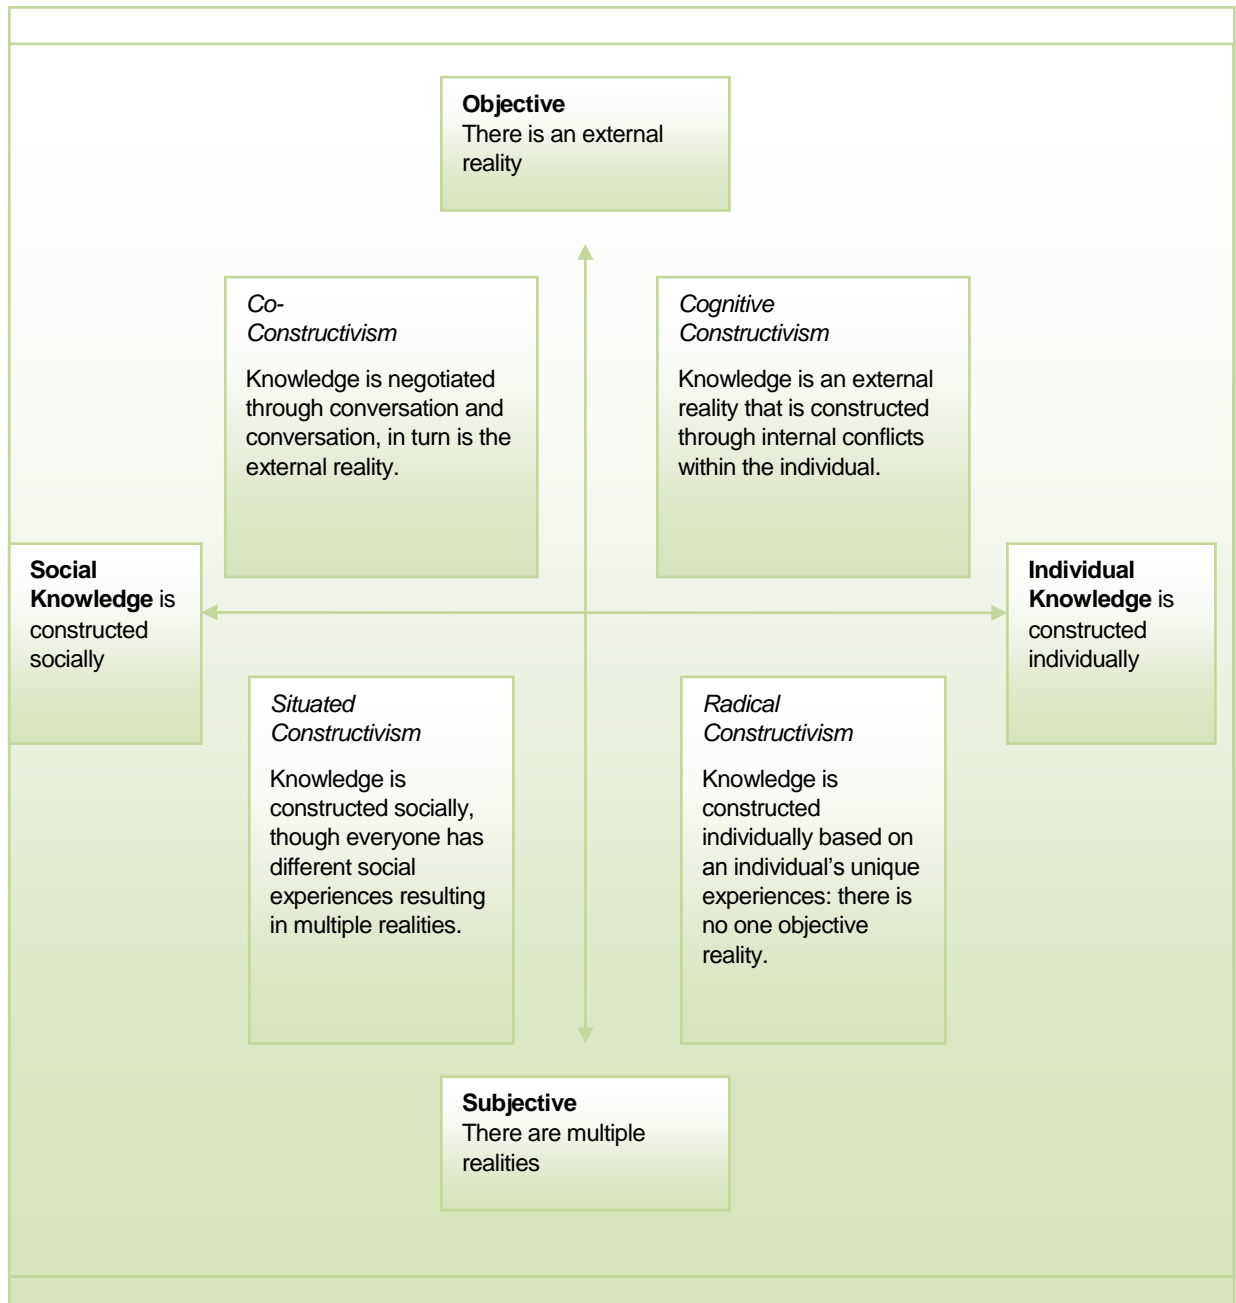 Objective
There is an external
reality
Co-
Constructivism
Knowledge is negotiated
through conversation and
conversation, in turn is the
external reality.
Cognitive
Constructivism
Knowledge is an external
reality that is constructed
through internal conflicts
within the individual.
Social
Knowledge is
constructed
socially
Individual
Knowledge is
constructed
individually
Situated
Constructivism
Knowledge is
constructed socially,
though everyone has
different social
experiences resulting
in multiple realities.
Radical
Constructivism
Knowledge is
constructed
individually based on
an individual’s unique
experiences: there is
no one objective
reality.
Subjective
There are multiple
realities